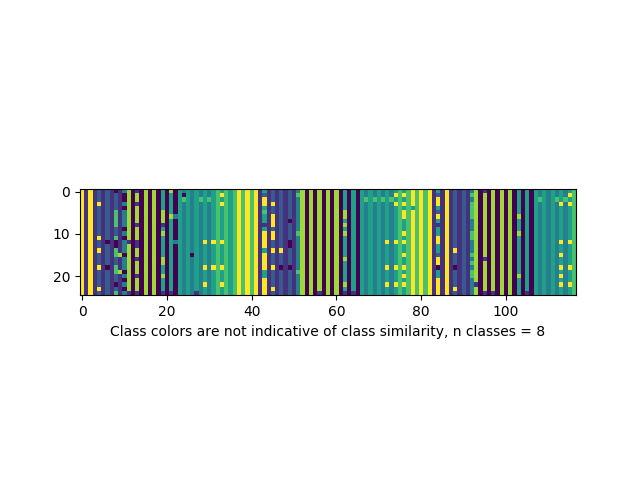 0
10
20
0 20 40 60 80 100
Class colors are not indicative of class similarity, n classes = 8